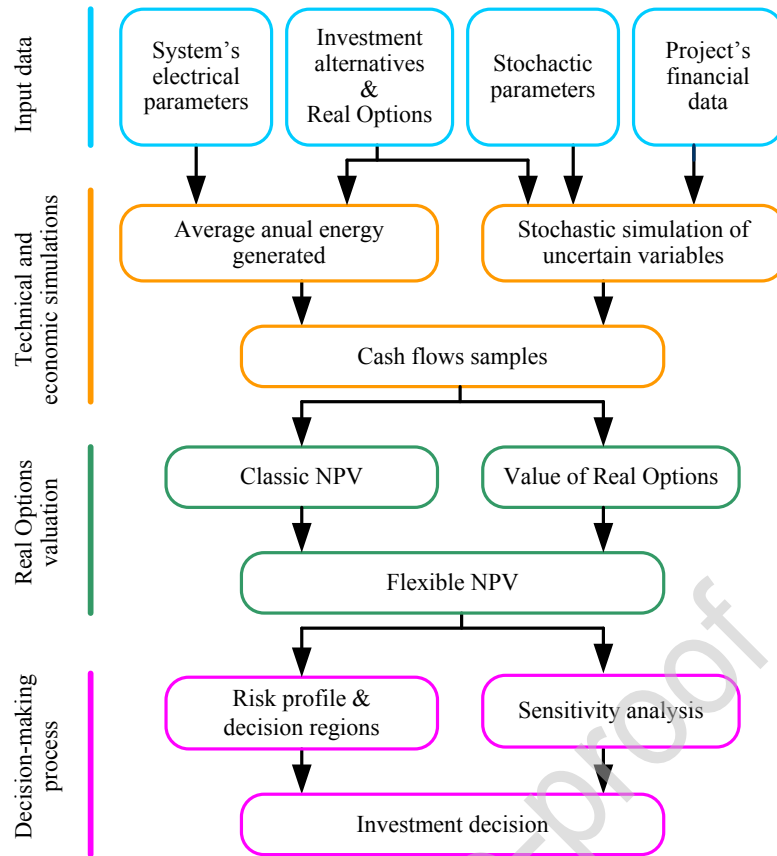 Input data
System's
electrical
parameters
Investment
alternatives
&
Real Options
Stochactic
parameters
Project's
financial
data
Technical and
economic simulations
Average anual energy
generated
Stochastic simulation of
uncertain variables
Cash flows samples
Real Options
valuation
Classic NPV
Value of Real Options
Flexible NPV
Decision-making
process
Risk profile &
decision regions
Sensitivity analysis
Investment decision
-proof